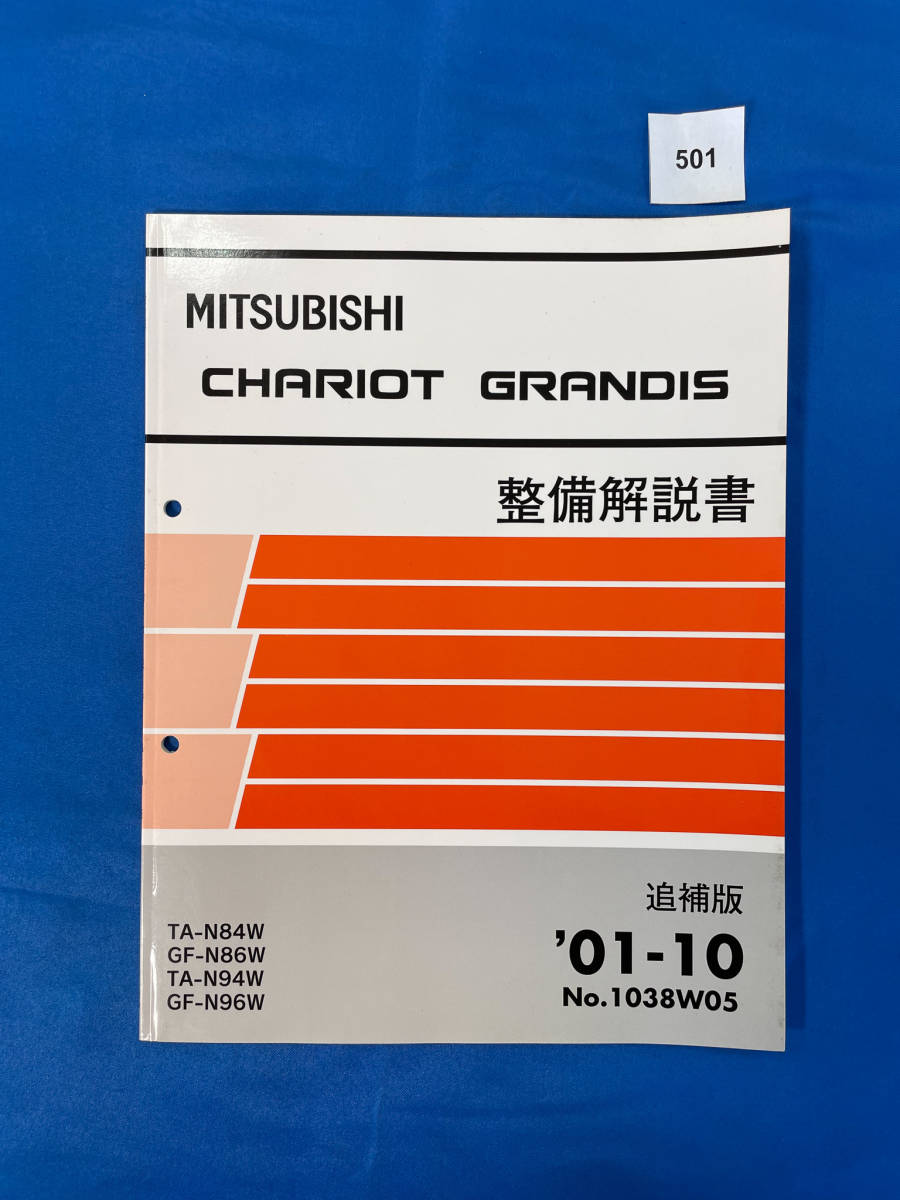 501
MITSUBISHI
CHARIOT GRANDIS
整備解説書
追補版
'01-10
No.1038W05
TA-N84W
GF-N86W
TA-N94W
GF-N96W